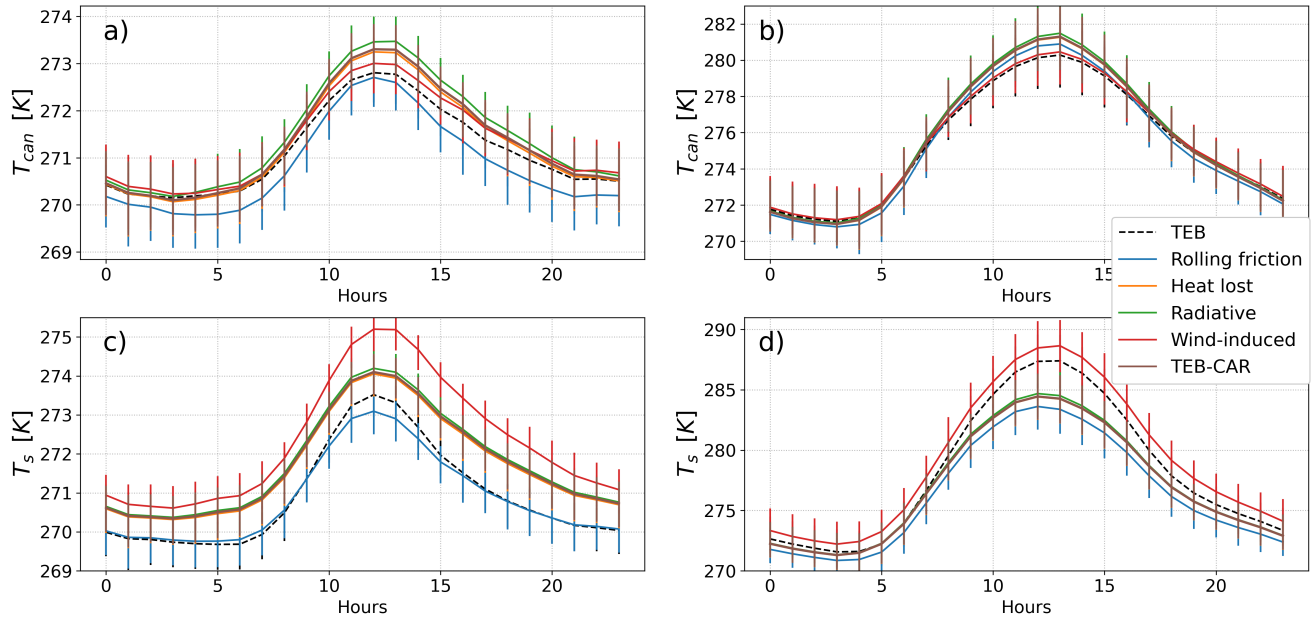 a)
T_can [K]
274
273
272
271
270
269
0 5 10 15 20
Hours
b)
T_can [K]
282
280
278
276
274
272
270
0 5 10 15
Hours
TEB
Rolling friction
Heat lost
Radiative
Wind-induced
TEB-CAR
c)
T_s [K]
275
274
273
272
271
270
269
0 5 10 15 20
Hours
d)
T_s [K]
290
285
280
275
270
0 5 10 15 20
Hours